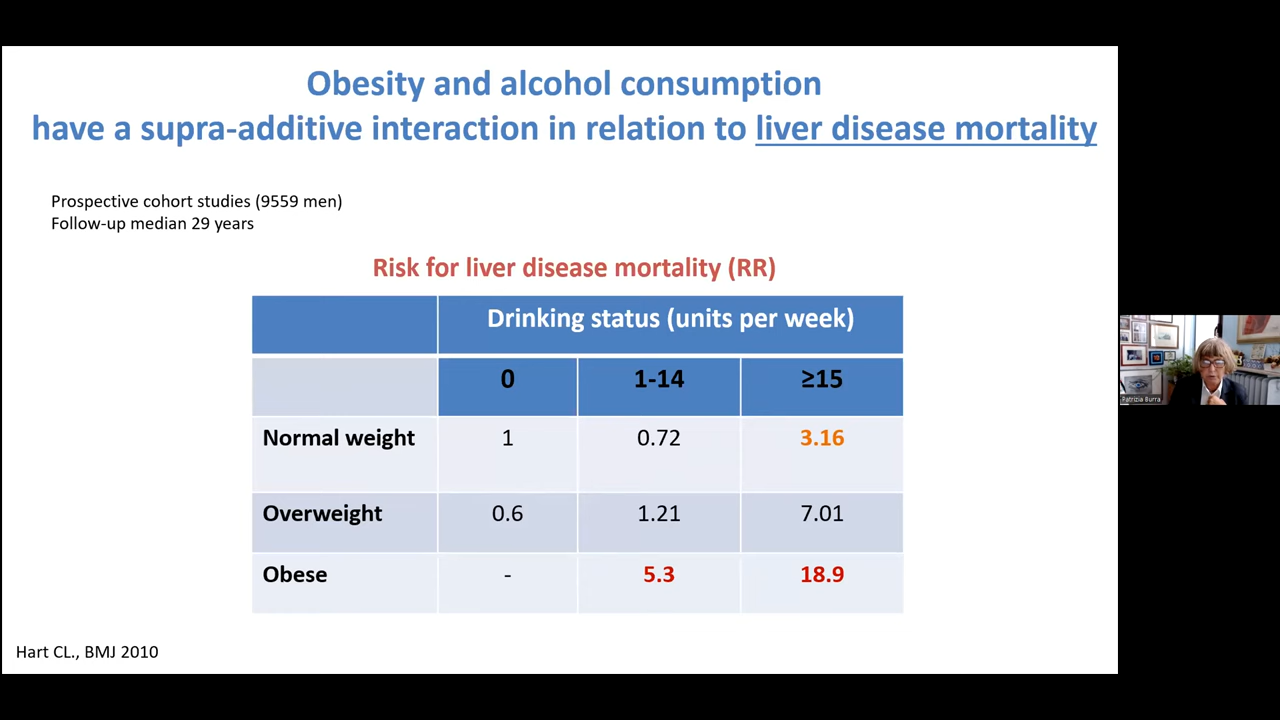 Obesity and alcohol consumption
have a supra-additive interaction in relation to liver disease mortality
Prospective cohort studies (9559 men)
Follow-up median 29 years
Risk for liver disease mortality (RR)
Drinking status (units per week)
0 1-14 ≥15
Normal weight 1 0.72 3.16
Overweight 0.6 1.21 7.01
Obese - 5.3 18.9
Hart CL., BMJ 2010
Patrizia Burra